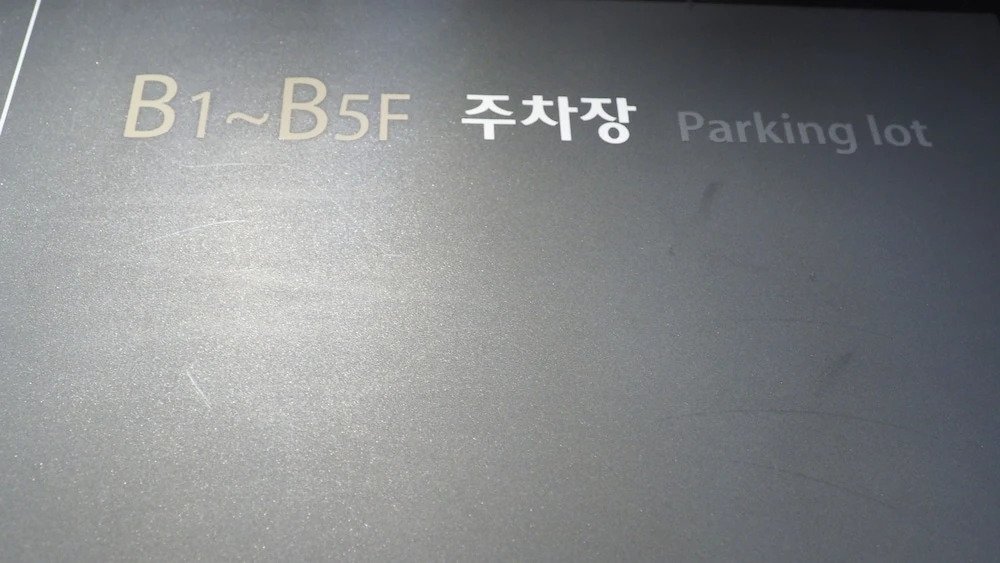 B1~B5F 주차장 Parking lot